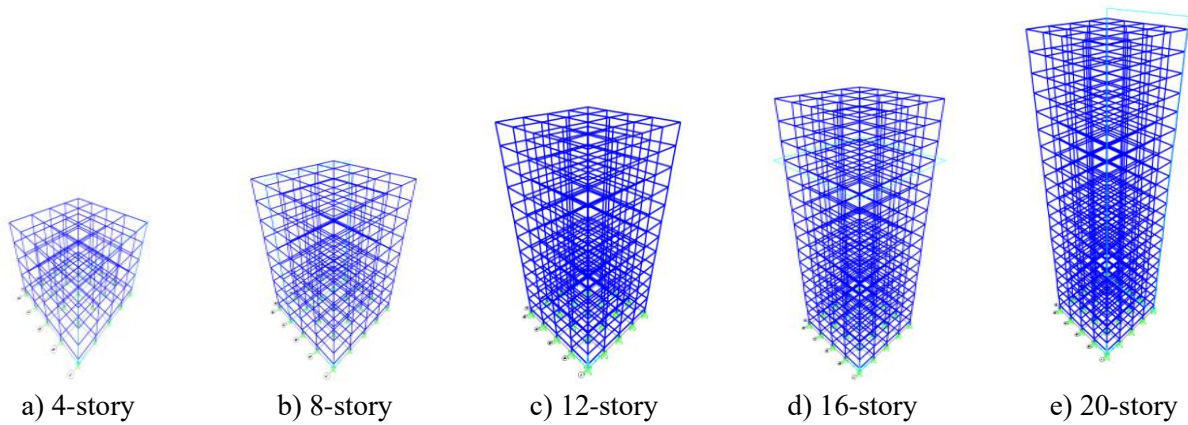 a) 4-story
b) 8-story
c) 12-story
d) 16-story
e) 20-story